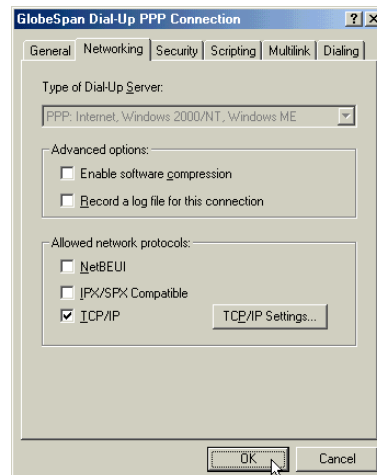 GlobeSpan Dial-Up PPP Connection
General Networking Security Scripting Multilink Dialing
Type of Dial-Up Server:
PPP: Internet, Windows 2000/NT, Windows ME
Advanced options:
Enable software compression
Record a log file for this connection
Allowed network protocols:
NetBEUI
IPX/SPX Compatible
TCP/IP TCP/IP Settings...
OK Cancel